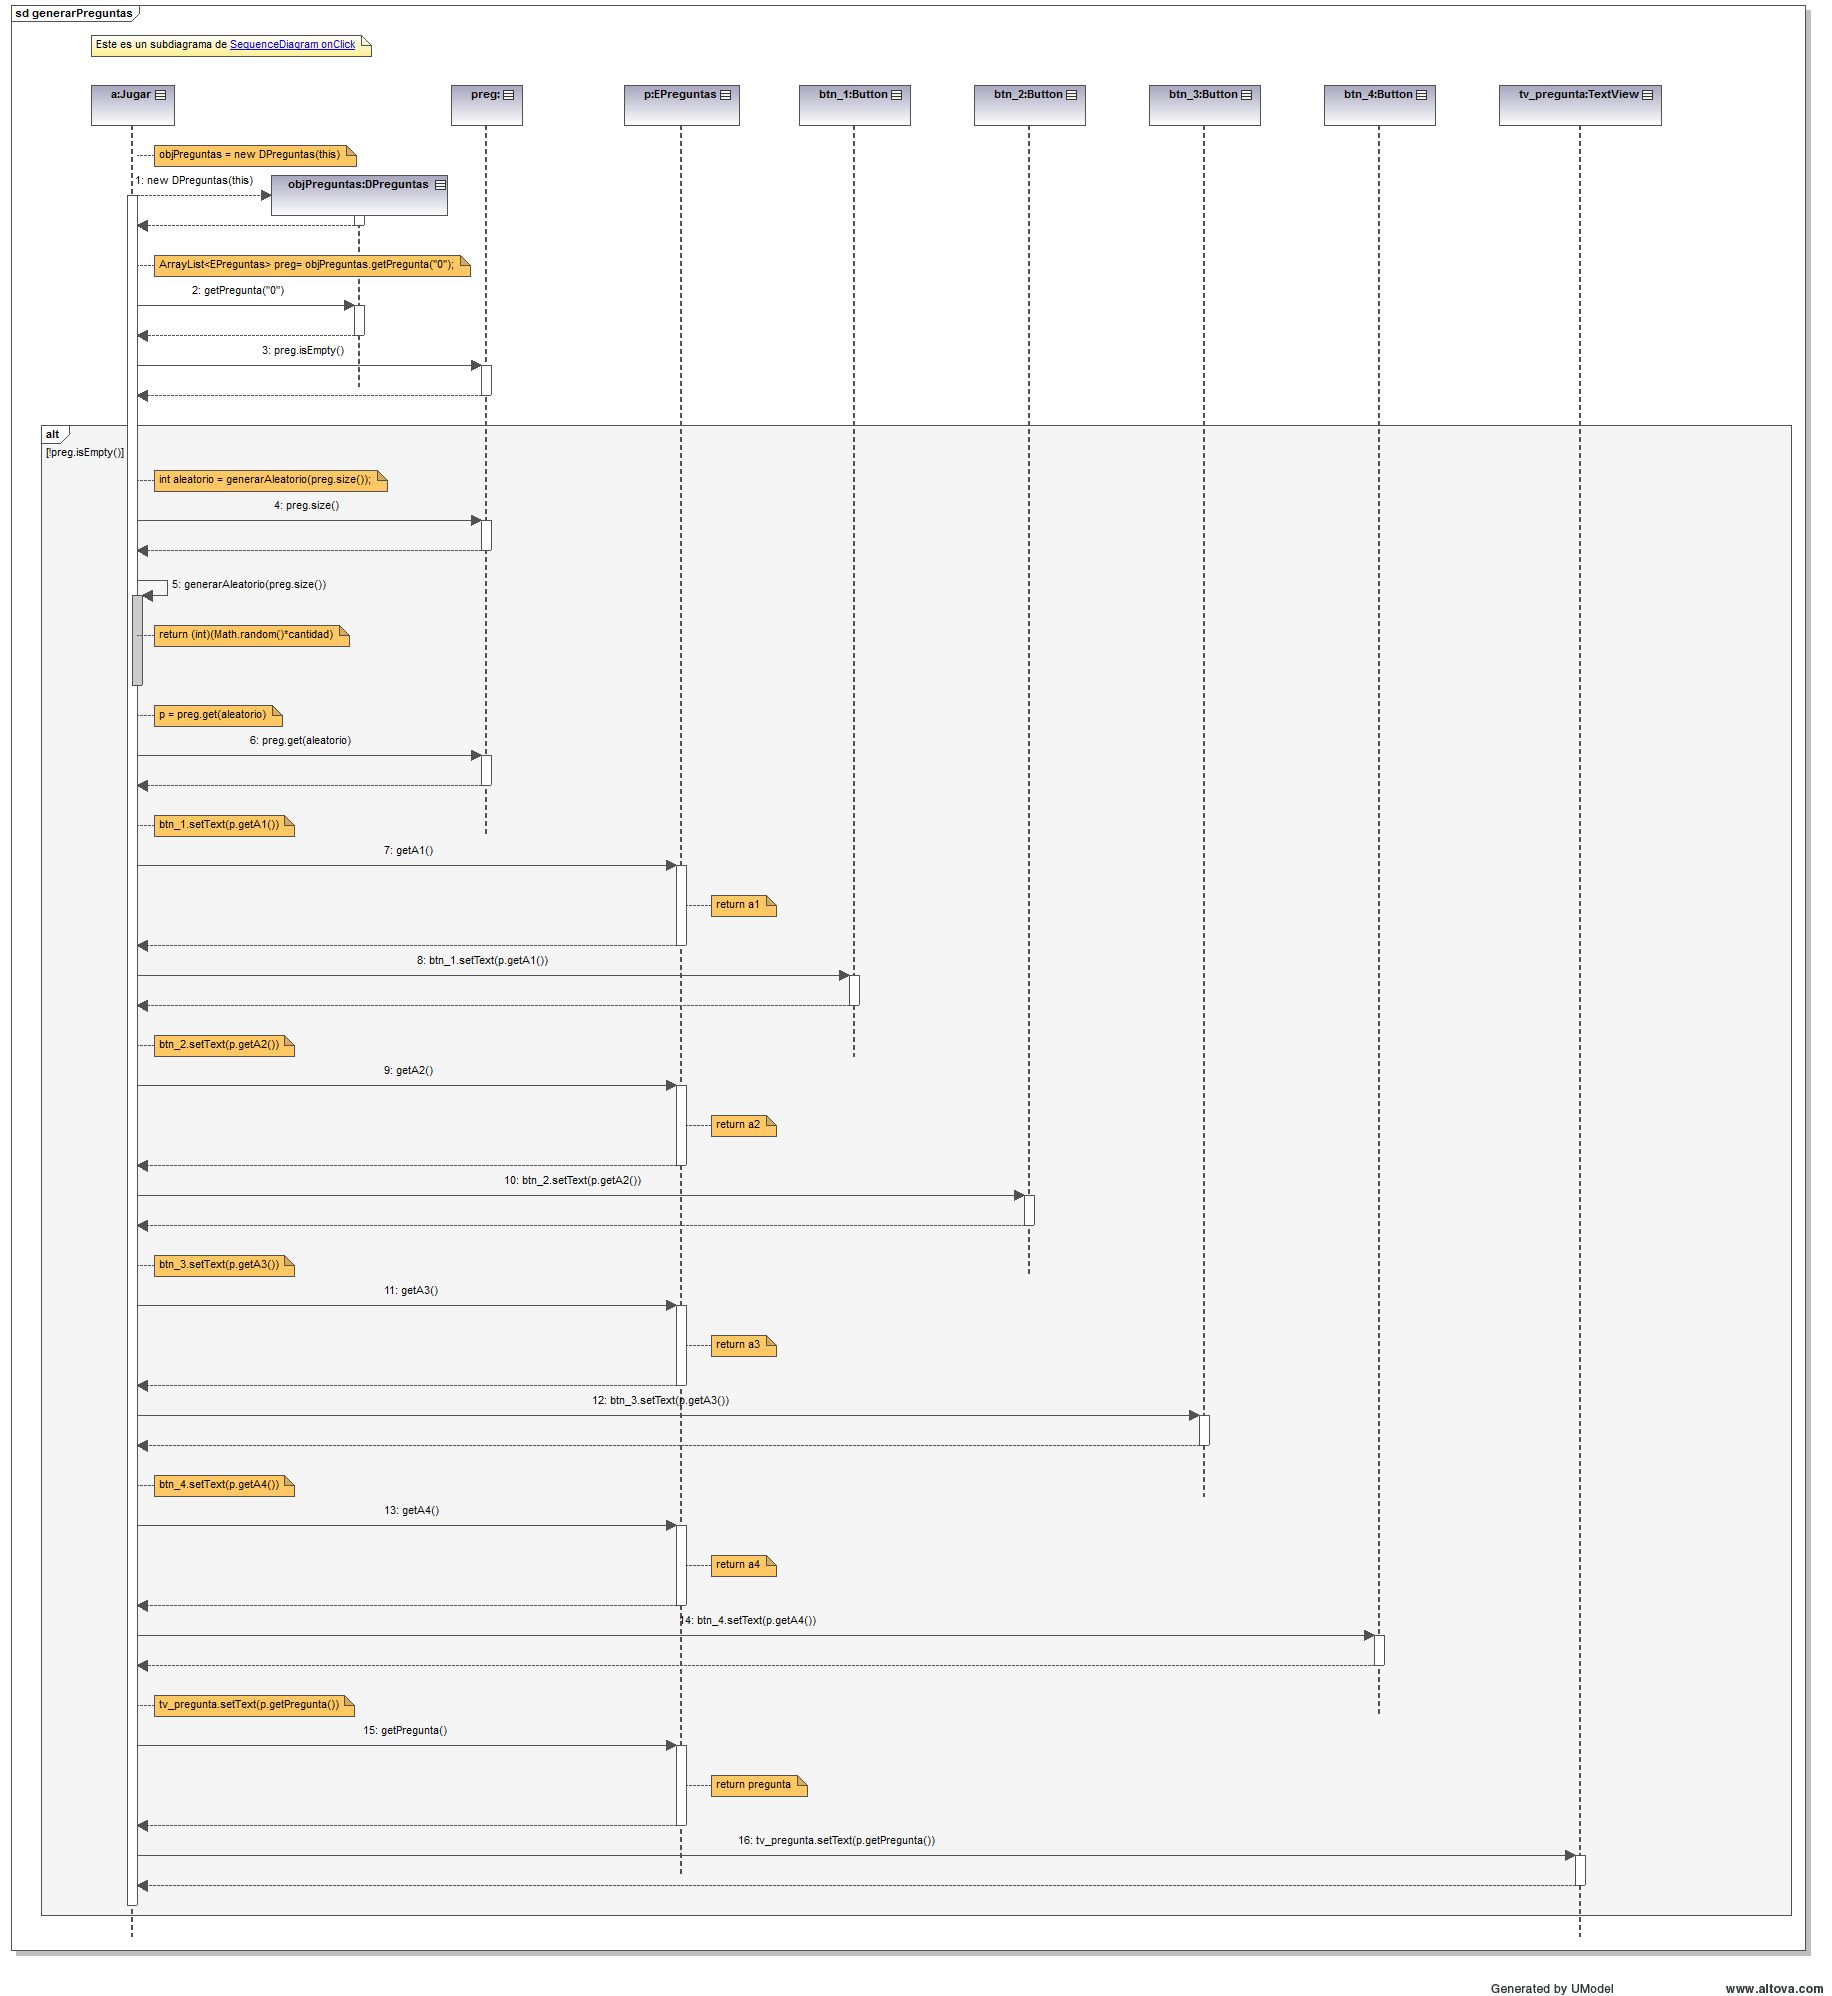 sd generarPreguntas
Este es un subdiagrama de SequenceDiagram onClick
a:Jugar
preg:
p:EPreguntas
btn_1:Button
btn_2:Button
btn_3:Button
btn_4:Button
tv_pregunta:TextView
objPreguntas = new DPreguntas(this)
1: new DPreguntas(this)
objPreguntas:DPreguntas
ArrayList<EPreguntas> preg= objPreguntas.getPregunta("0");
2: getPregunta("0")
3: preg.isEmpty()
alt
[!preg.isEmpty()]
int aleatorio = generarAleatorio(preg.size());
4: preg.size()
5: generarAleatorio(preg.size())
return (int)(Math.random()*cantidad)
p = preg.get(aleatorio)
6: preg.get(aleatorio)
btn_1.setText(p.getA1())
7: getA1()
return a1
8: btn_1.setText(p.getA1())
btn_2.setText(p.getA2())
9: getA2()
return a2
10: btn_2.setText(p.getA2())
btn_3.setText(p.getA3())
11: getA3()
return a3
12: btn_3.setText(p.getA3())
btn_4.setText(p.getA4())
13: getA4()
return a4
14: btn_4.setText(p.getA4())
tv_pregunta.setText(p.getPregunta())
15: getPregunta()
return pregunta
16: tv_pregunta.setText(p.getPregunta())
Generated by UModel
www.altova.com